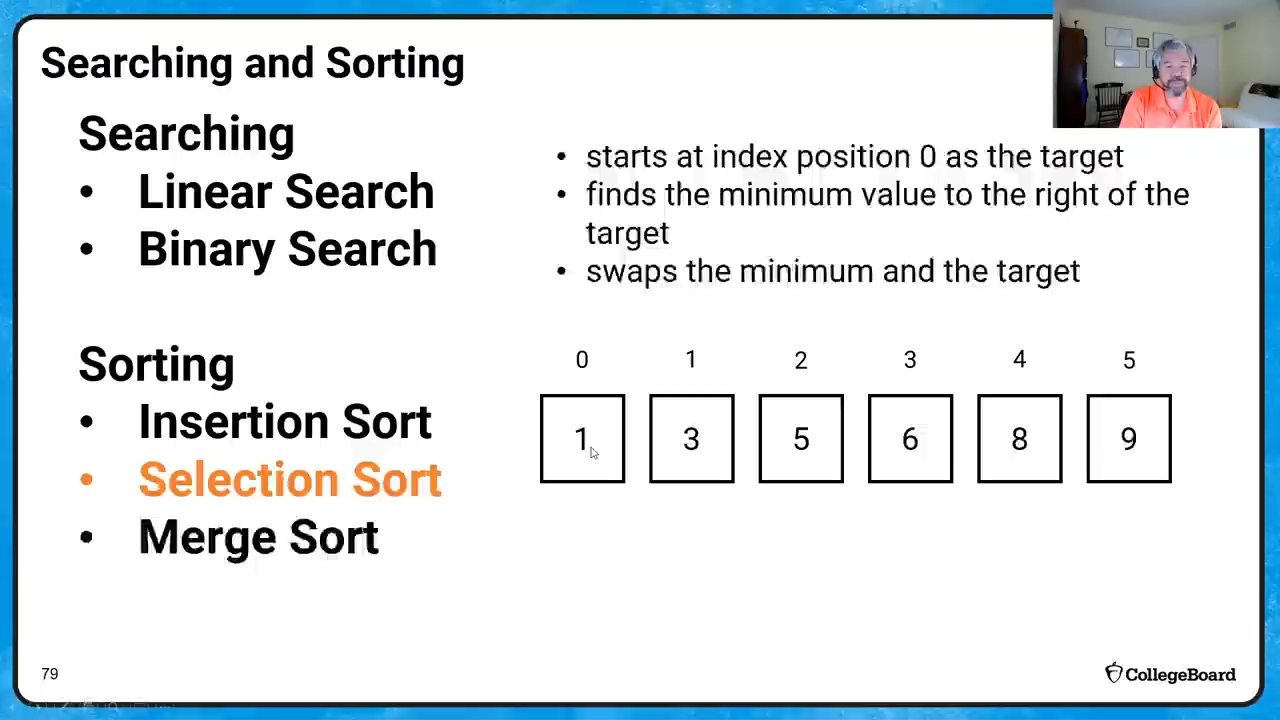 Searching and Sorting
Searching
• Linear Search
• Binary Search
Sorting
• Insertion Sort
• Selection Sort
• Merge Sort
• starts at index position 0 as the target
• finds the minimum value to the right of the
target
• swaps the minimum and the target
0 1 2 3 4 5
1 3 5 6 8 9
79
CollegeBoard